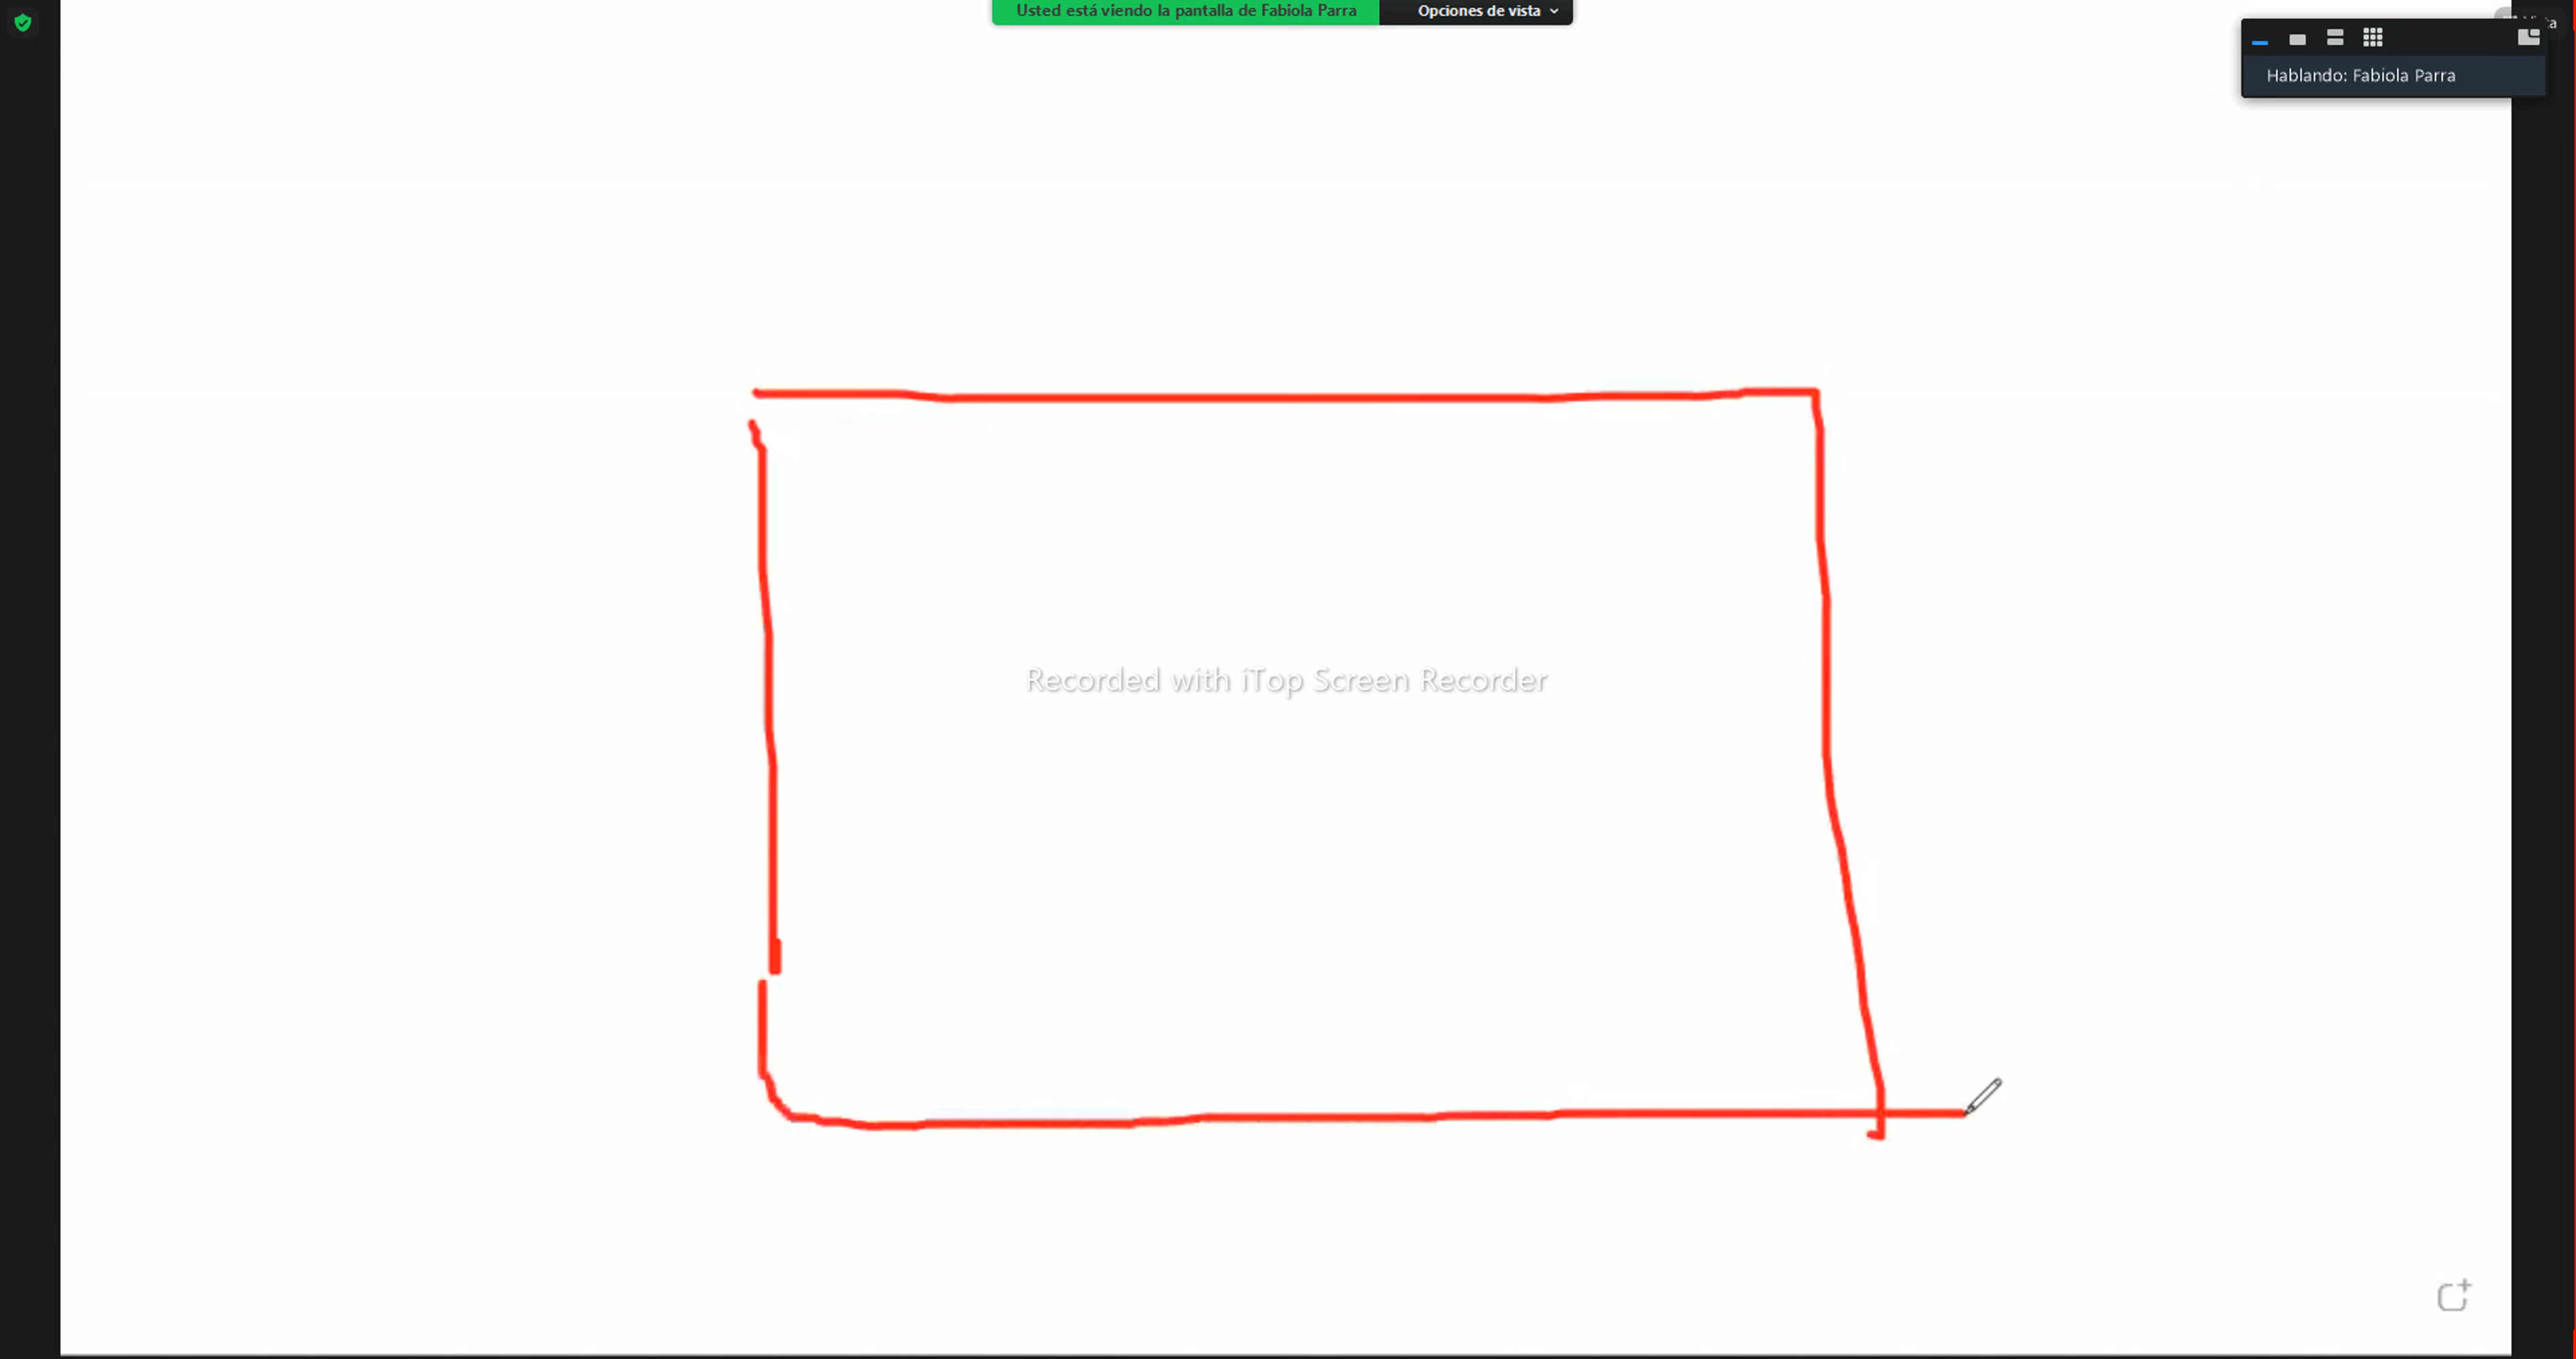 Usted está viendo la pantalla de Fabiola Parra
Opciones de vista
Hablando: Fabiola Parra
Recorded with iTop Screen Recorder